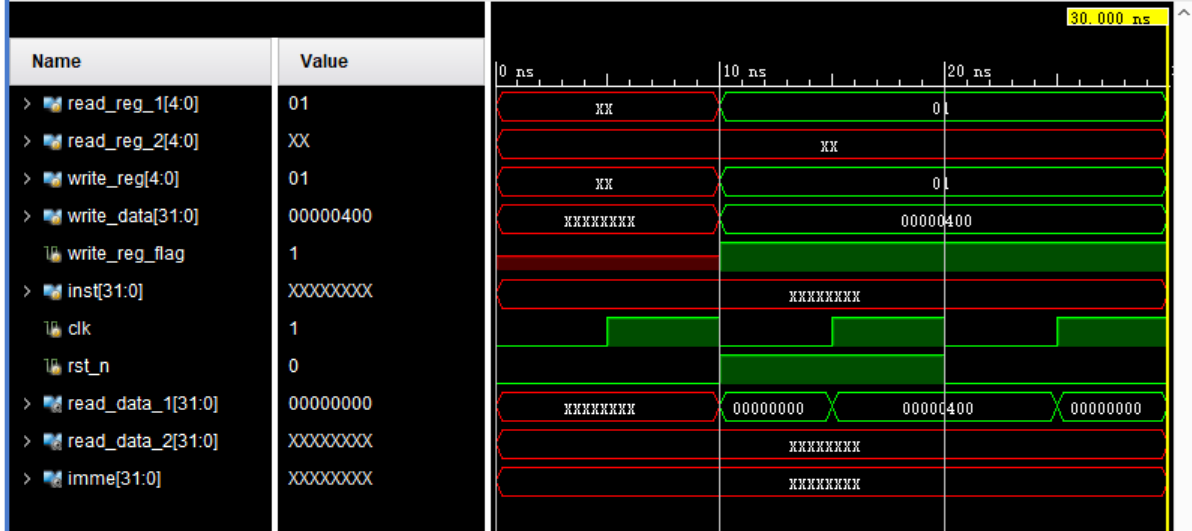 30.000 ns
Name Value
0 ns 10 ns 20 ns
read_reg_1[4:0] 01 XX 01
read_reg_2[4:0] XX XX
write_reg[4:0] 01 XX 01
write_data[31:0] 00000400 XXXXXXXX 00000400
write_reg_flag 1
inst[31:0] XXXXXXXX XXXXXXXX
clk 1
rst_n 0
read_data_1[31:0] 00000000 XXXXXXXX 00000000 00000400 00000000
read_data_2[31:0] XXXXXXXX XXXXXXXX
imme[31:0] XXXXXXXX XXXXXXXX